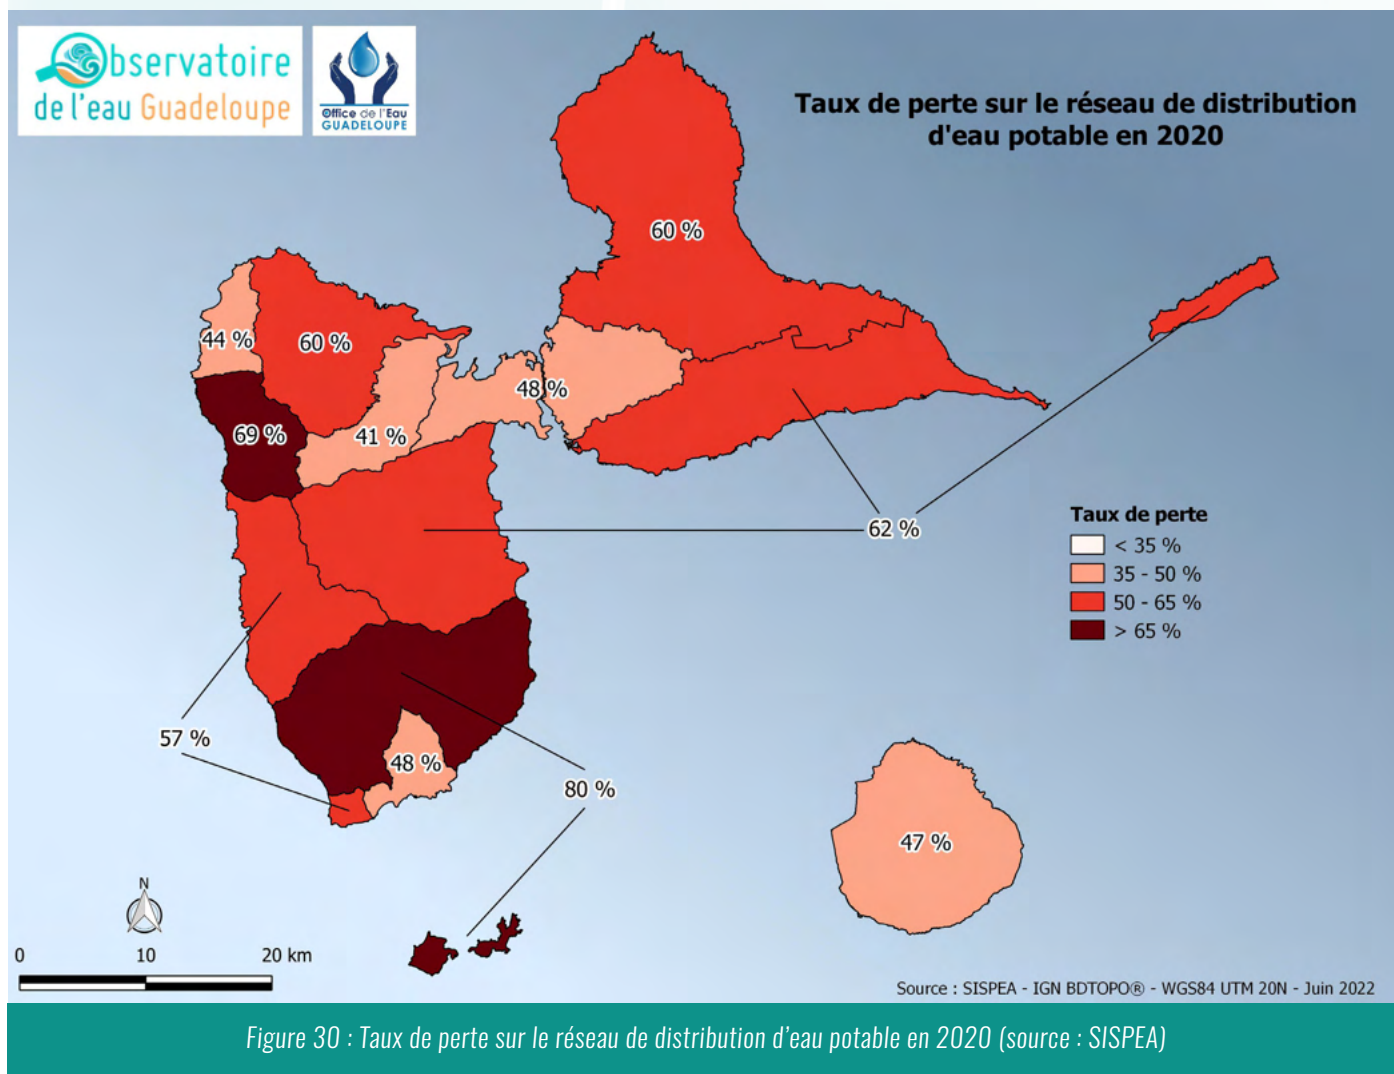 Observatoire
de l'eau Guadeloupe
Office de l'Eau
GUADELOUPE
Taux de perte sur le réseau de distribution
d'eau potable en 2020
60 %
44 %
60 %
48 %
69 %
41 %
62 %
Taux de perte
< 35 %
35 - 50 %
50 - 65 %
> 65 %
57 %
48 %
80 %
47 %
N
0 10 20 km
Source : SISPEA - IGN BDTOPO® - WGS84 UTM 20N - Juin 2022
Figure 30 : Taux de perte sur le réseau de distribution d'eau potable en 2020 (source : SISPEA)